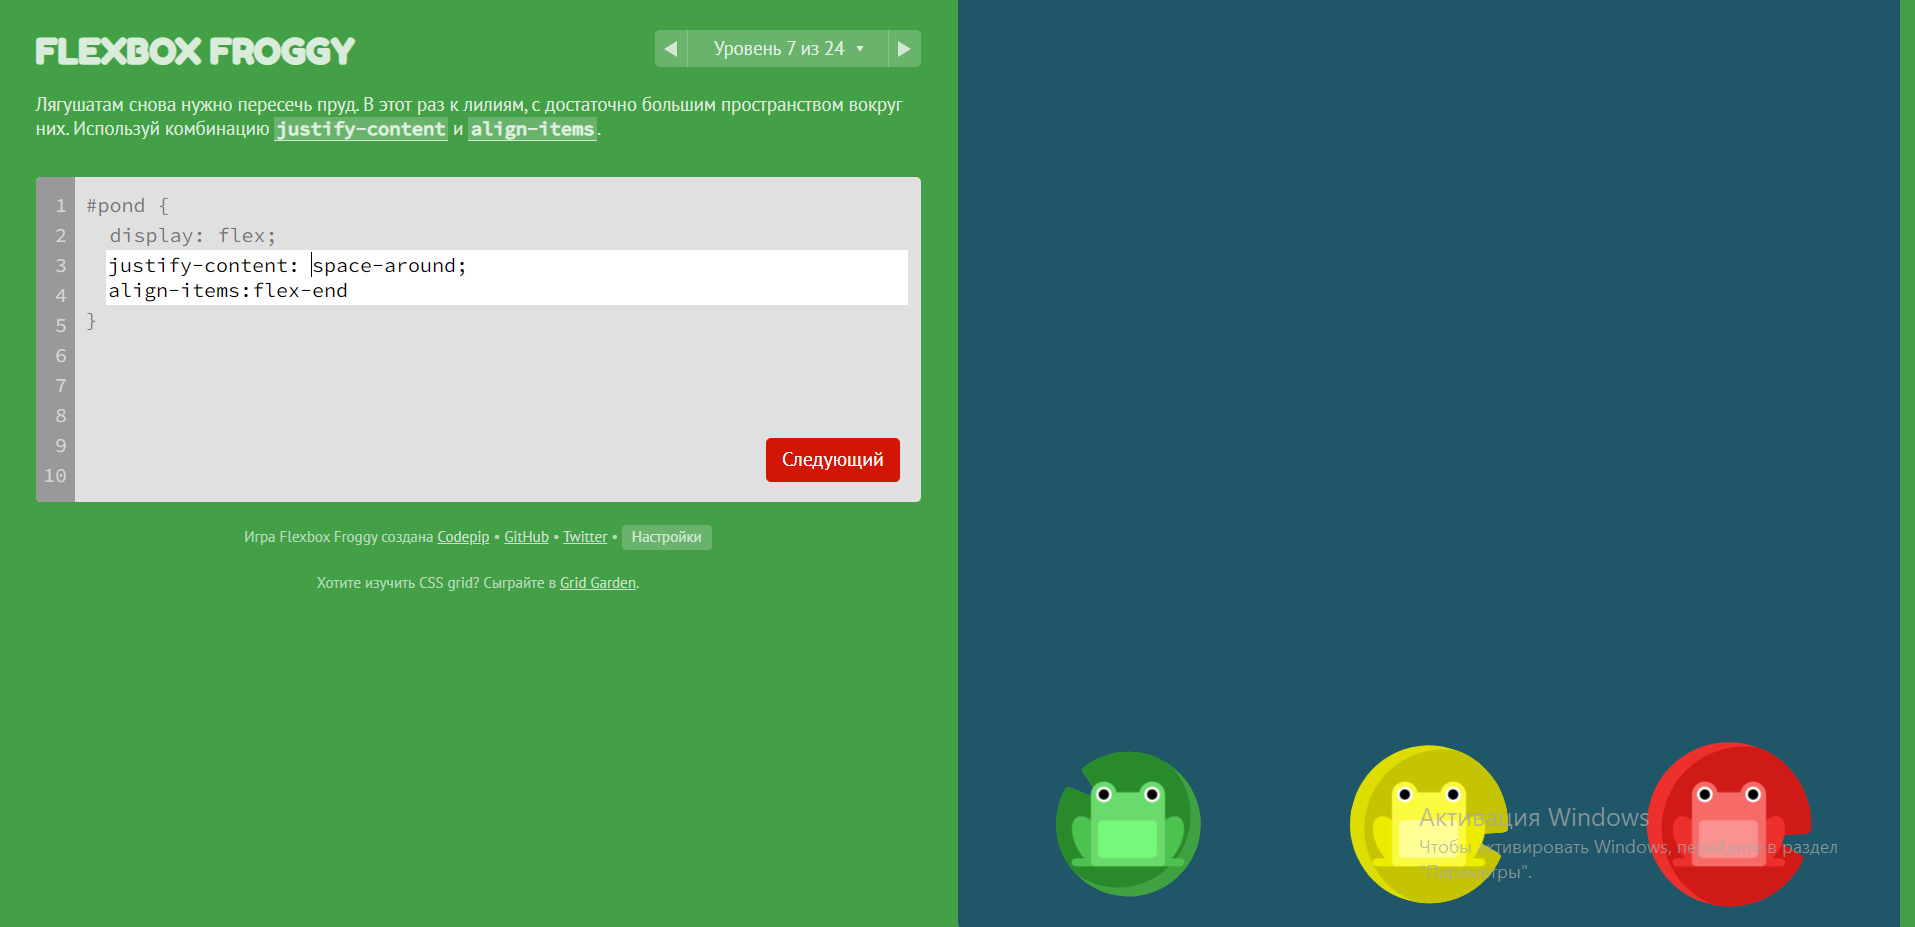 FLEXBOX FROGGY
Уровень 7 из 24
Лягушатам снова нужно пересечь пруд. В этот раз к лилиям, с достаточно большим пространством вокруг
них. Используй комбинацию justify-content и align-items.
1 #pond {
2 display: flex;
3 justify-content: space-around;
4 align-items:flex-end
5 }
6
7
8
9
10
Следующий
Игра Flexbox Froggy создана Codepip • GitHub • Twitter • Настройки
Хотите изучить CSS grid? Сыграйте в Grid Garden.
Активация Windows
Чтобы активировать Windows, перейдите в раздел
"Параметры".